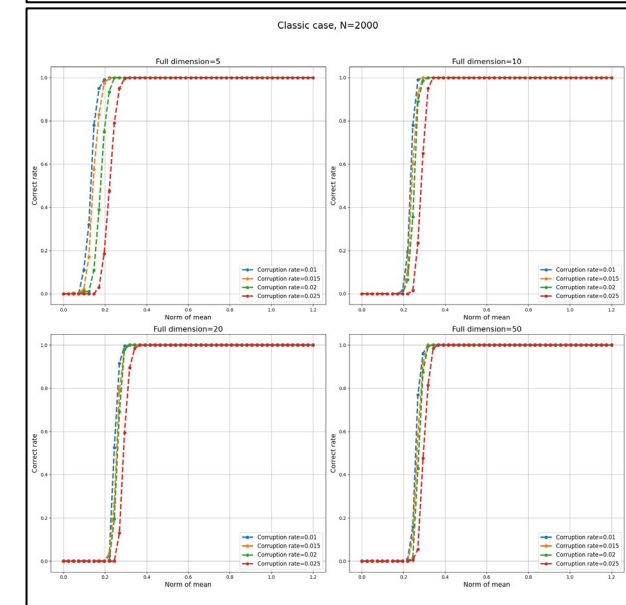 Classic case, N=2000
Full dimension=5
Correct rate
1.0
0.8
0.6
0.4
0.2
0.0
Corruption rate=0.01
Corruption rate=0.015
Corruption rate=0.02
Corruption rate=0.025
0.0 0.2 0.4 0.6 0.8 1.0 1.2
Norm of mean
Full dimension=10
Correct rate
1.0
0.8
0.6
0.4
0.2
0.0
Corruption rate=0.01
Corruption rate=0.015
Corruption rate=0.02
Corruption rate=0.025
0.0 0.2 0.4 0.6 0.8 1.0 1.2
Norm of mean
Full dimension=20
Correct rate
1.0
0.8
0.6
0.4
0.2
0.0
Corruption rate=0.01
Corruption rate=0.015
Corruption rate=0.02
Corruption rate=0.025
0.0 0.2 0.4 0.6 0.8 1.0 1.2
Norm of mean
Full dimension=50
Correct rate
1.0
0.8
0.6
0.4
0.2
0.0
Corruption rate=0.01
Corruption rate=0.015
Corruption rate=0.02
Corruption rate=0.025
0.0 0.2 0.4 0.6 0.8 1.0 1.2
Norm of mean